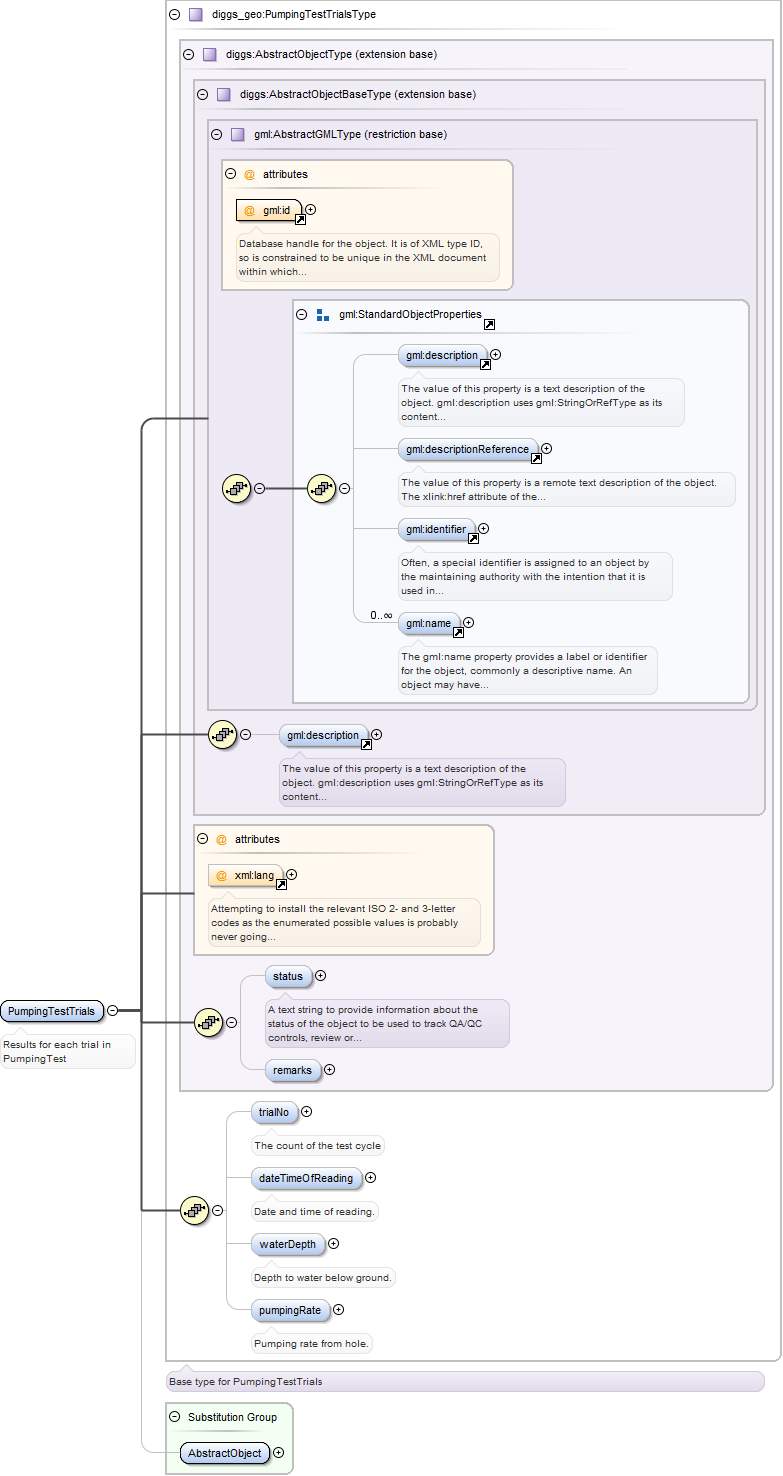 diggs_geo:PumpingTestTrialsType
diggs:AbstractObjectType (extension base)
diggs:AbstractObjectBaseType (extension base)
gml:AbstractGMLType (restriction base)
@ attributes
@ gml:id
Database handle for the object. It is of XML type ID,
so is constrained to be unique in the XML document
within which...
gml:StandardObjectProperties
gml:description
The value of this property is a text description of the
object. gml:description uses gml:StringOrRefType as its
content...
gml:descriptionReference
The value of this property is a remote text description of the object.
The xlink:href attribute of the...
gml:identifier
Often, a special identifier is assigned to an object by
the maintaining authority with the intention that it is
used in...
0..∞
gml:name
The gml:name property provides a label or identifier
for the object, commonly a descriptive name. An
object may have...
gml:description
The value of this property is a text description of the
object. gml:description uses gml:StringOrRefType as its
content...
@ attributes
@ xml:lang
Attempting to install the relevant ISO 2- and 3-letter
codes as the enumerated possible values is probably
never going...
status
A text string to provide information about the
status of the object to be used to track QA/QC
controls, review or...
remarks
PumpingTestTrials
Results for each trial in
PumpingTest
trialNo
The count of the test cycle
dateTimeOfReading
Date and time of reading.
waterDepth
Depth to water below ground.
pumpingRate
Pumping rate from hole.
Base type for PumpingTestTrials
Substitution Group
AbstractObject